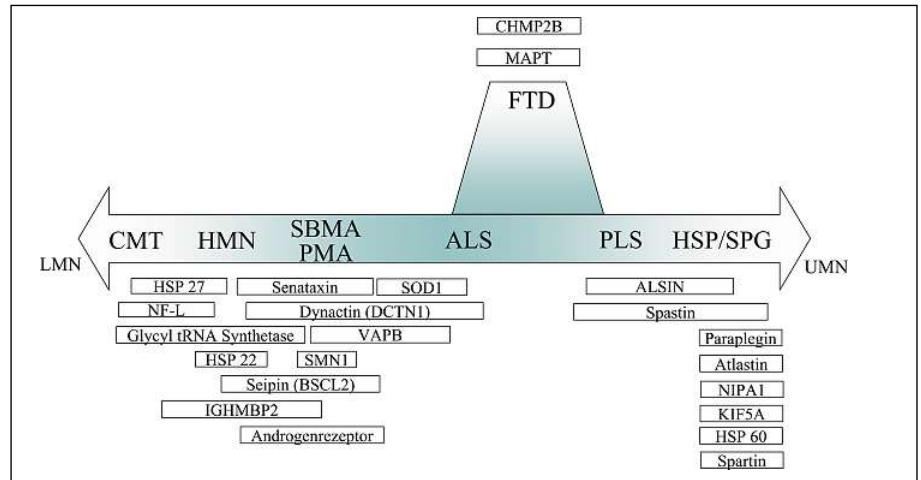 CHMP2B
MAPT
FTD
CMT HMN SBMA PMA ALS PLS HSP/SPG
LMN UMN
HSP 27 Senataxin SOD1 ALSIN
NF-L Dynactin (DCTN1) Spastin
Glycyl tRNA Synthetase VAPB Paraplegin
HSP 22 SMN1 Atlastin
Seipin (BSCL2) NIPA1
IGHMBP2 KIF5A
Androgenrezeptor HSP 60
Spartin